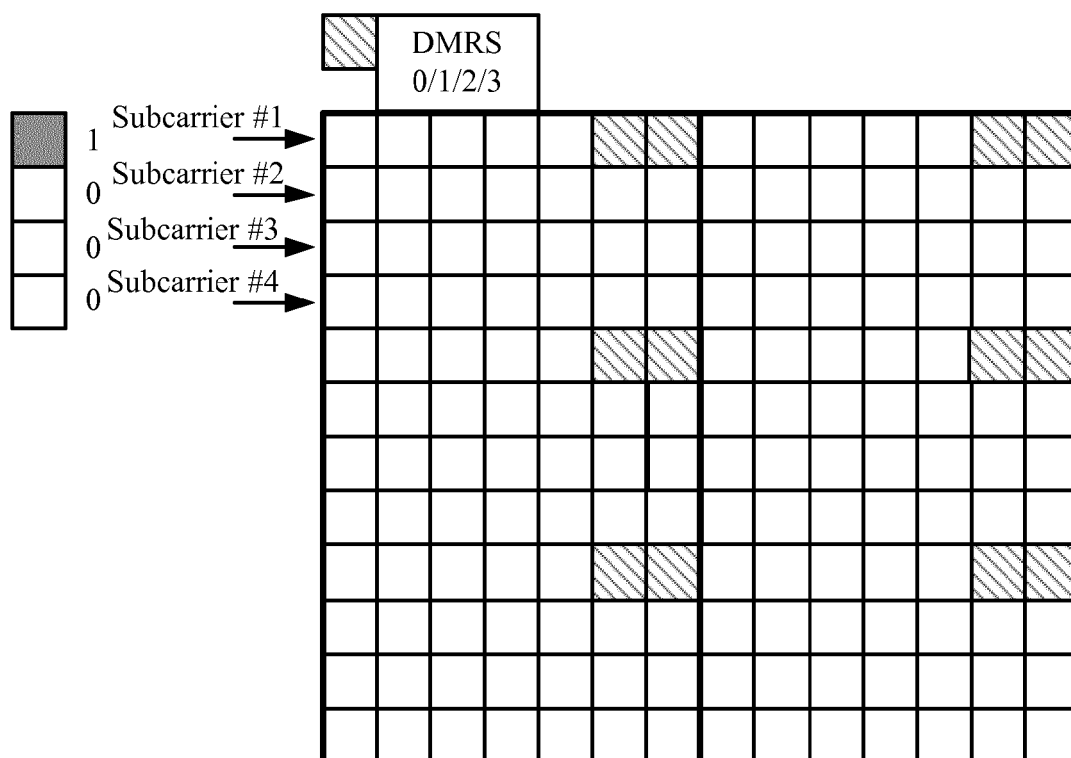 DMRS
0/1/2/3
Subcarrier #1
1
Subcarrier #2
0
Subcarrier #3
0
Subcarrier #4
0